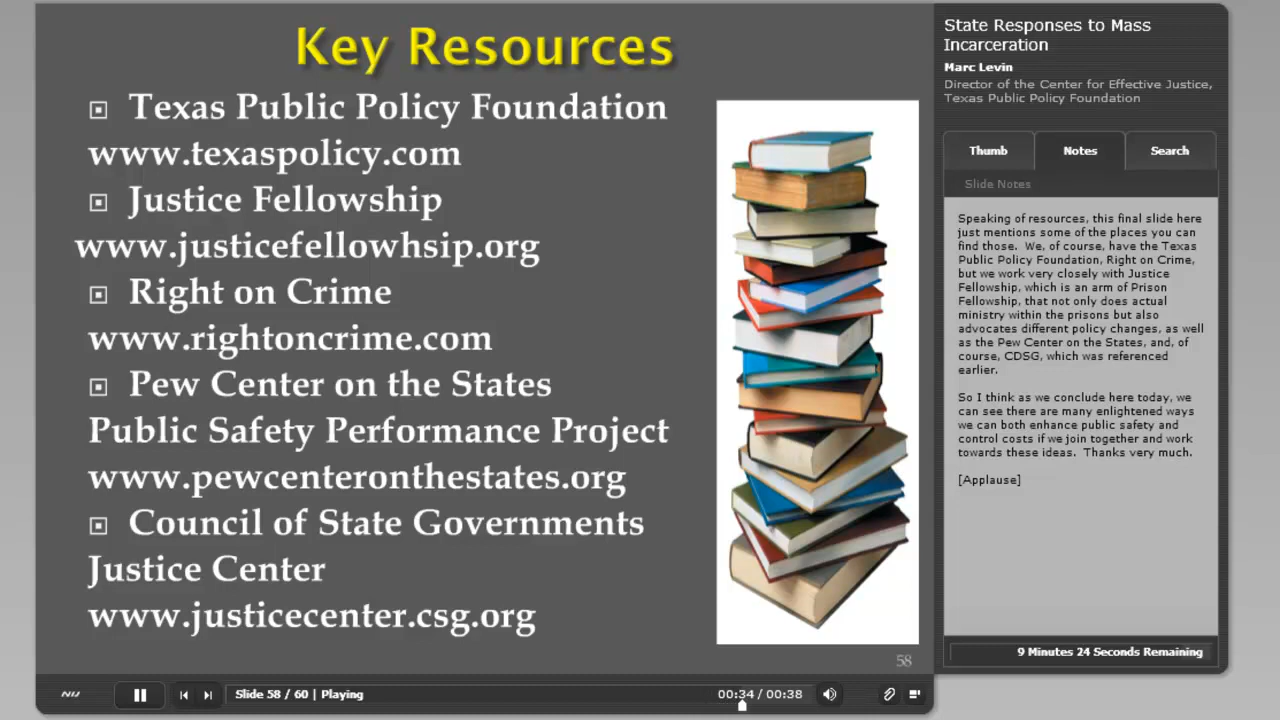 Key Resources
Texas Public Policy Foundation
www.texaspolicy.com
Justice Fellowship
www.justicefellowhsip.org
Right on Crime
www.rightoncrime.com
Pew Center on the States
Public Safety Performance Project
www.pewcenteronthestates.org
Council of State Governments
Justice Center
www.justicecenter.csg.org
58
Slide 58 / 60 | Playing
00:34 / 00:38
State Responses to Mass
Incarceration
Marc Levin
Director of the Center for Effective Justice,
Texas Public Policy Foundation
Thumb
Notes
Search
Slide Notes
Speaking of resources, this final slide here
just mentions some of the places you can
find those. We, of course, have the Texas
Public Policy Foundation, Right on Crime,
but we work very closely with Justice
Fellowship, which is an arm of Prison
Fellowship, that not only does actual
ministry within the prisons but also
advocates different policy changes, as well
as the Pew Center on the States, and, of
course, CDSG, which was referenced
earlier.
So I think as we conclude here today, we
can see there are many enlightened ways
we can both enhance public safety and
control costs if we join together and work
towards these ideas. Thanks very much.
[Applause]
9 Minutes 24 Seconds Remaining